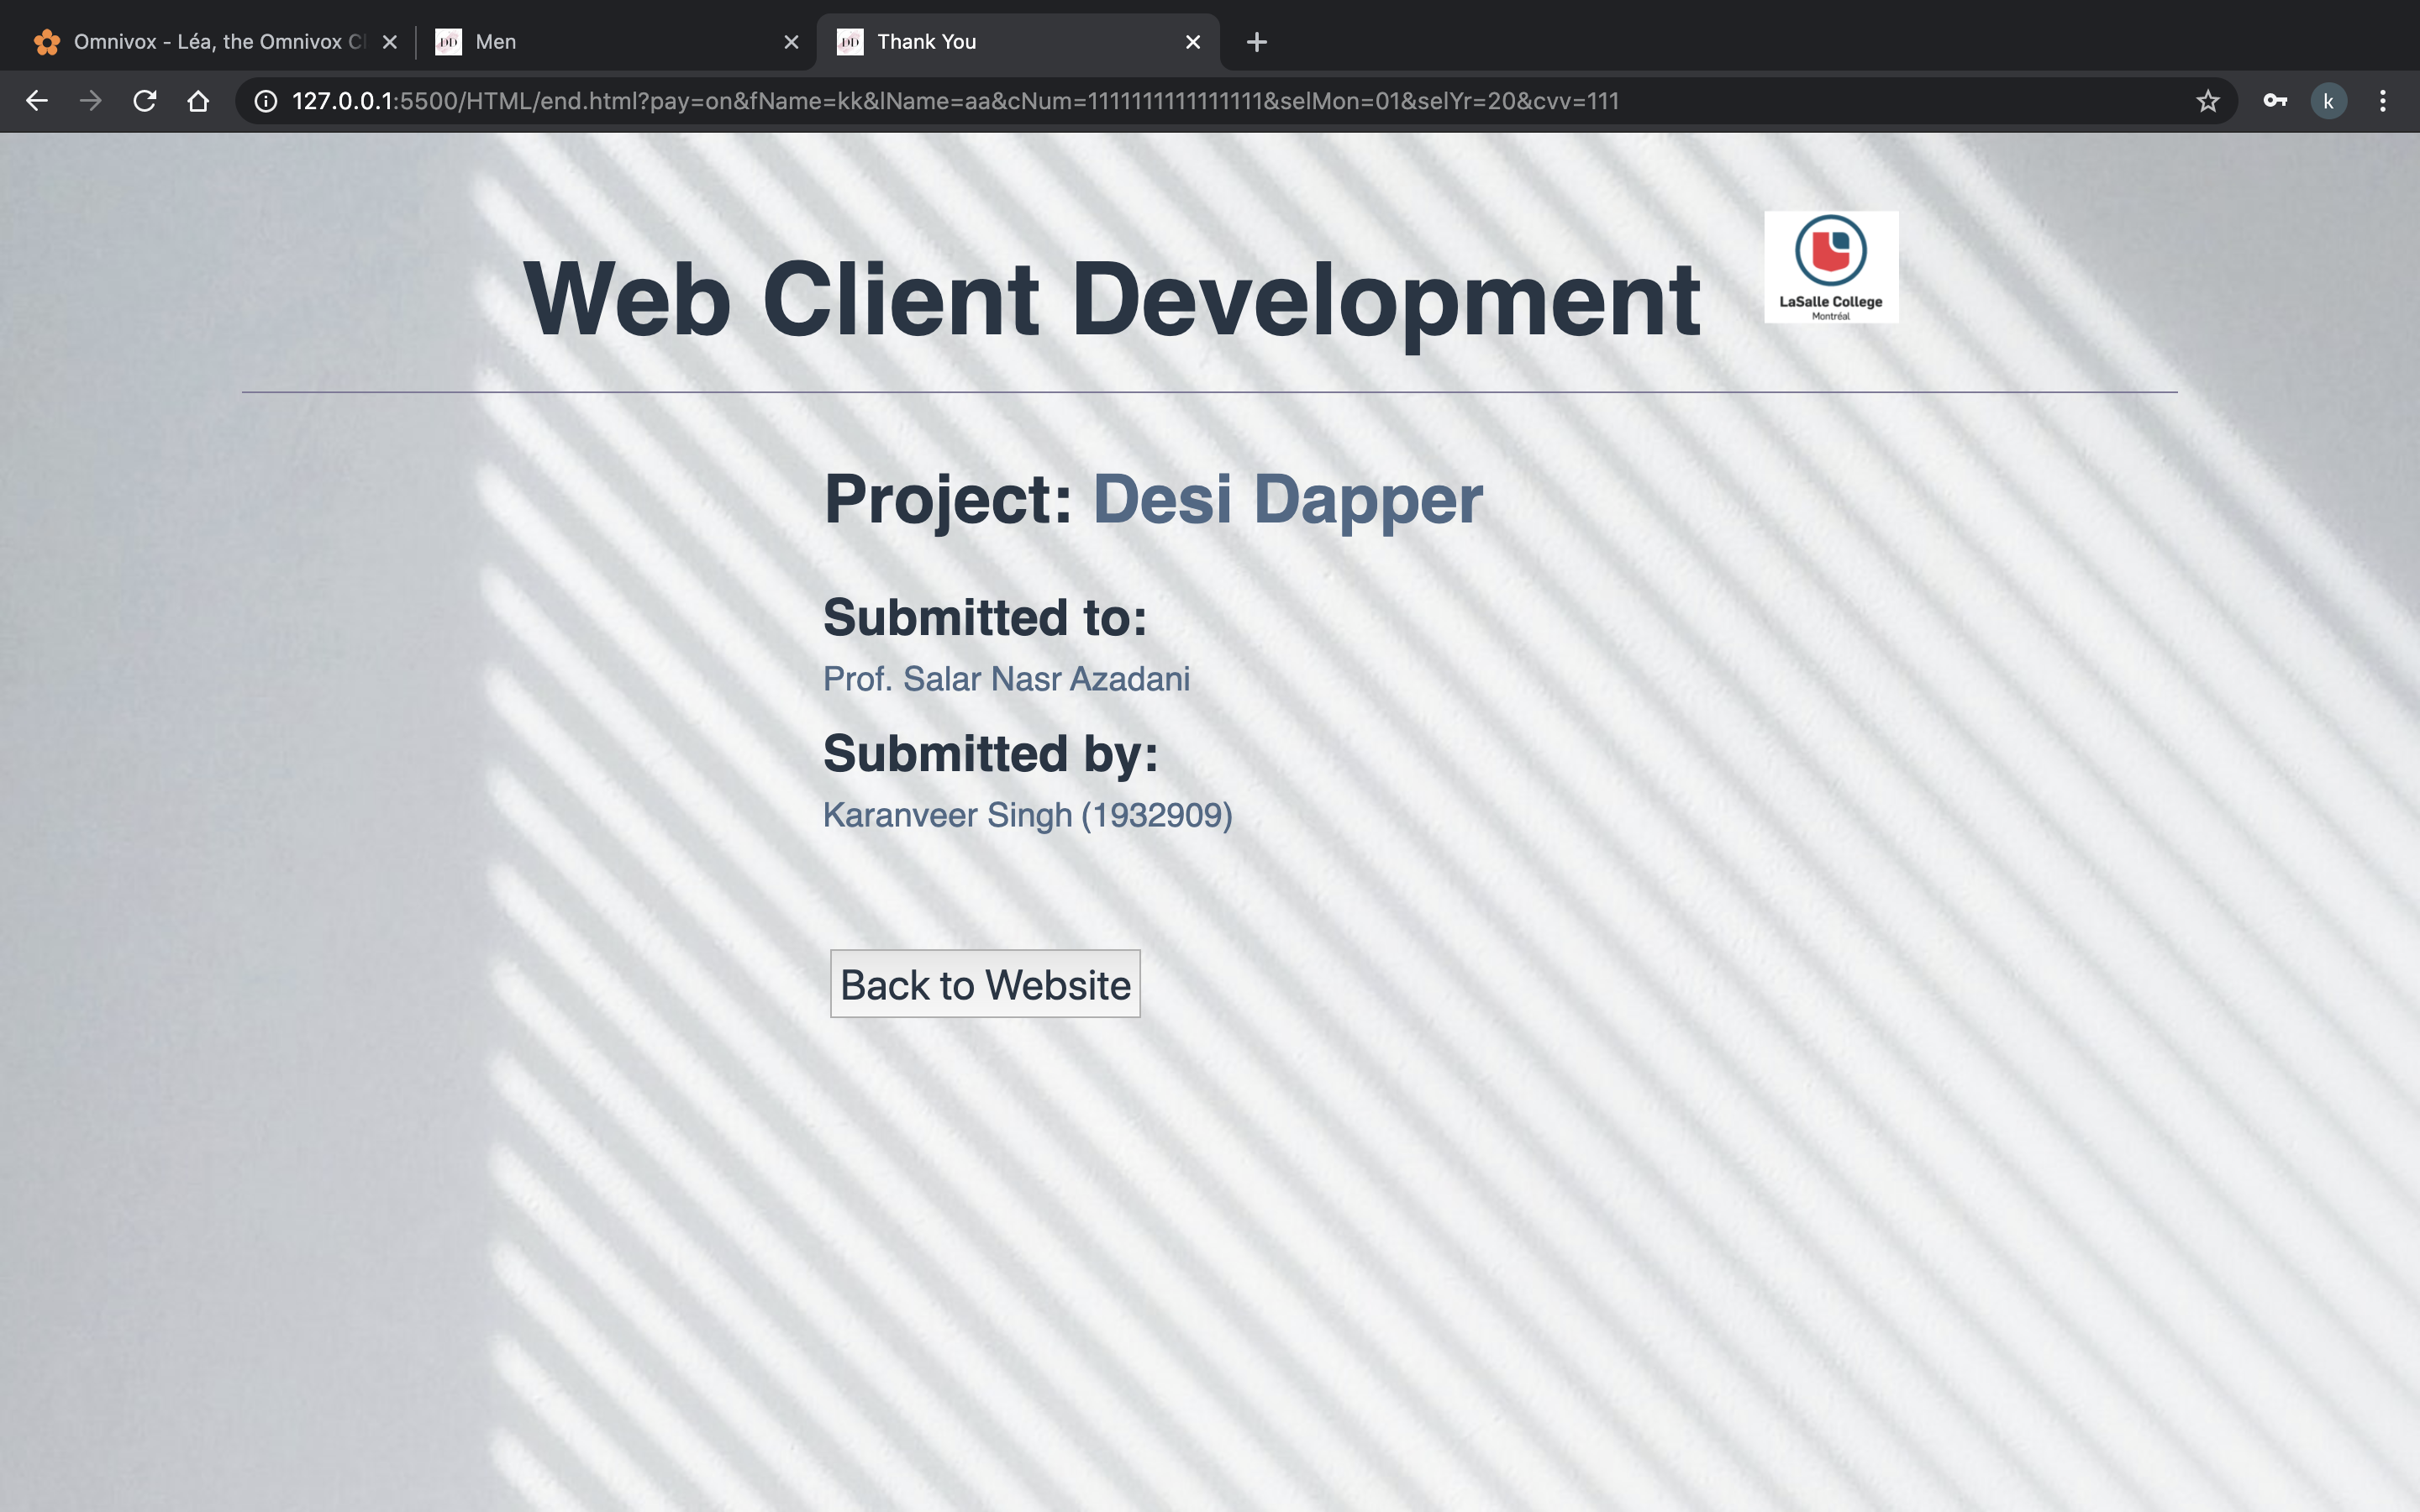 Omnivox - Léa, the Omnivox Cl
Men
Thank You
127.0.0.1:5500/HTML/end.html?pay=on&fName=kk&lName=aa&cNum=1111111111111111&selMon=01&selYr=20&cvv=111
k
Web Client Development
LaSalle College
Montréal
Project: Desi Dapper
Submitted to:
Prof. Salar Nasr Azadani
Submitted by:
Karanveer Singh (1932909)
Back to Website